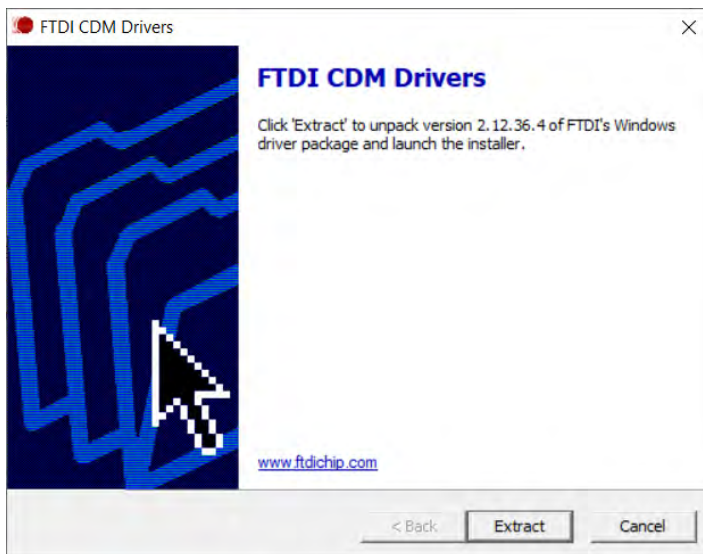 FTDI CDM Drivers
FTDI CDM Drivers
Click 'Extract' to unpack version 2.12.36.4 of FTDI's Windows
driver package and launch the installer.
www.ftdichip.com
< Back Extract Cancel